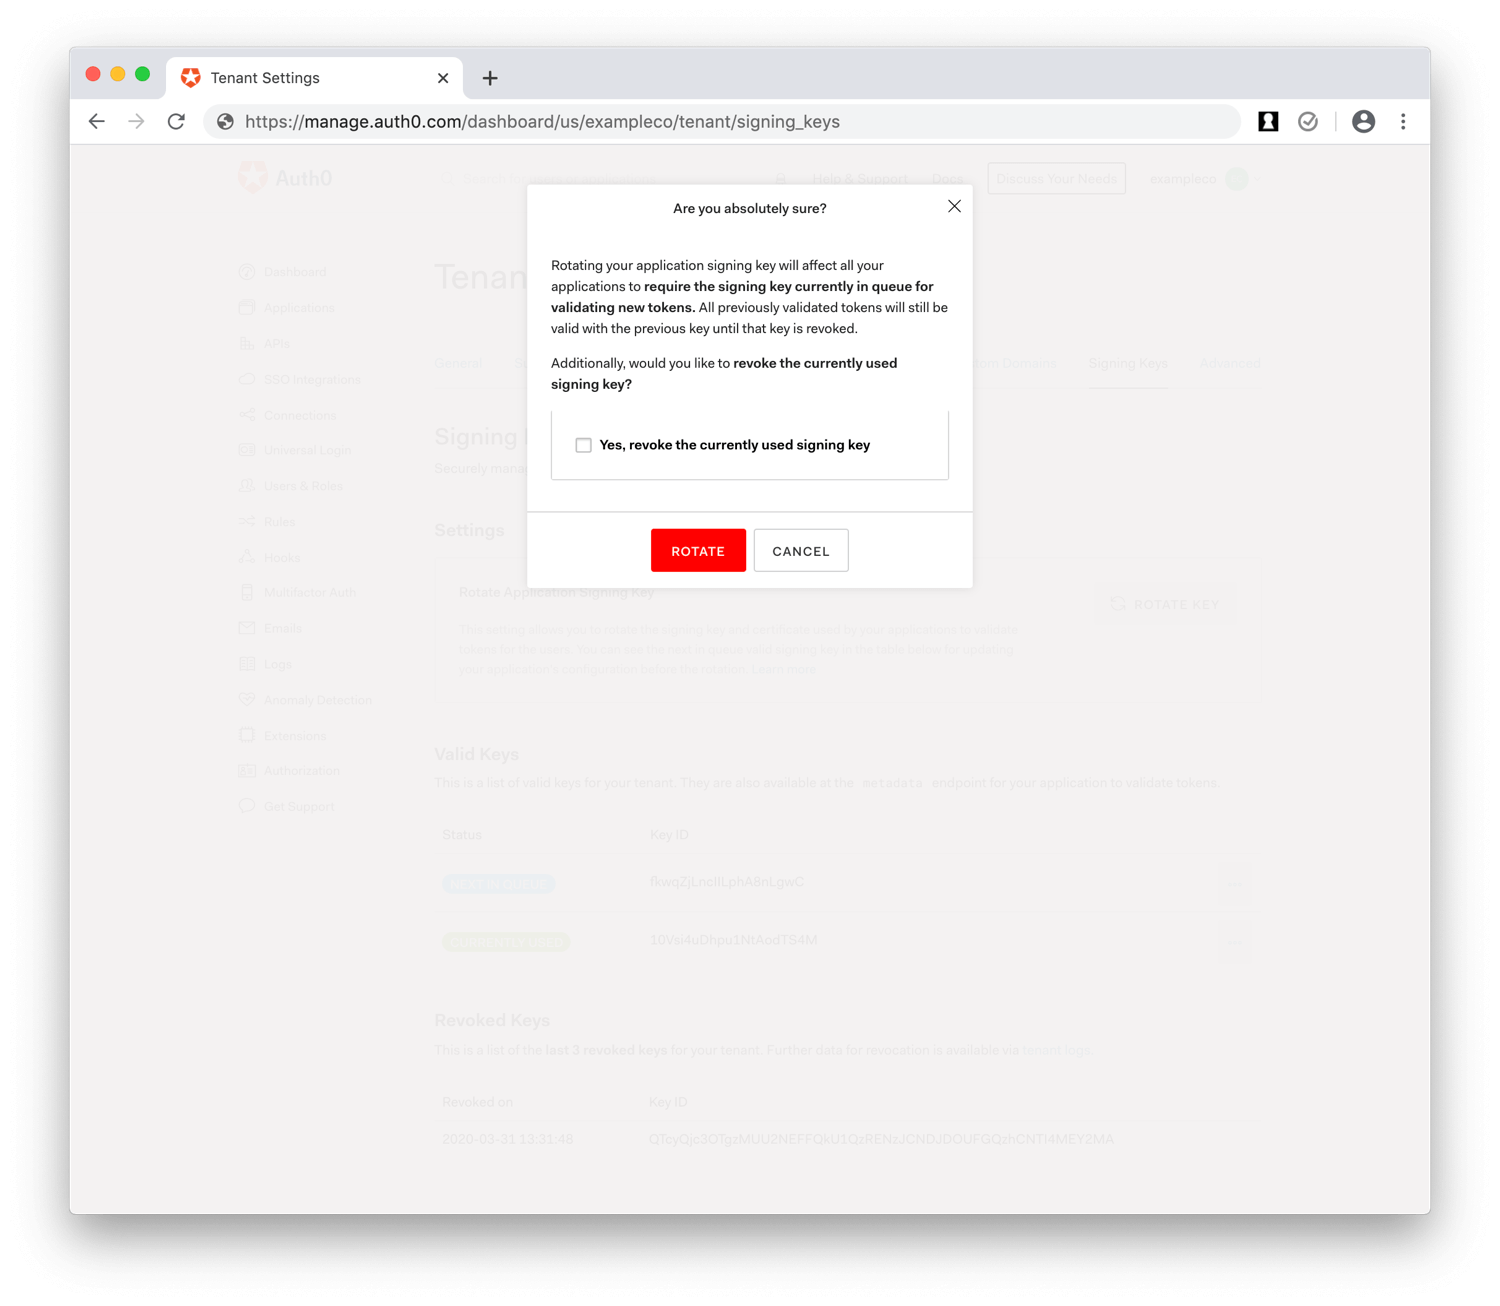 Tenant Settings
https://manage.auth0.com/dashboard/us/exampleco/tenant/signing_keys
Auth0
Search for users or applications
Help & Support
Docs
Discuss Your Needs
exampleco
Are you absolutely sure?
Rotating your application signing key will affect all your
applications to require the signing key currently in queue for
validating new tokens. All previously validated tokens will still be
valid with the previous key until that key is revoked.
Additionally, would you like to revoke the currently used
signing key?
Yes, revoke the currently used signing key
ROTATE
CANCEL
Dashboard
Applications
APIs
SSO Integrations
Connections
Universal Login
Users & Roles
Rules
Hooks
Multifactor Auth
Emails
Logs
Anomaly Detection
Extensions
Authorization
Get Support
Tenant
General
Signing Keys
Advanced
Signing
Securely
Settings
Rotate Application Signing Key
ROTATE KEY
This setting allows you to rotate the signing key and certificate used by your applications to validate
tokens for the users. You can see the next in queue valid signing key in the table bellow for updating
your application's configuration before the rotation. Learn more
Valid Keys
This is a list of valid keys for your tenant. They are also available at the metadata endpoint for your application to validate tokens.
Status
Key ID
NEXT IN QUEUE
CURRENTLY USED
Revoked Keys
This is a list of the last 3 revoked keys for your tenant. Further data for revocation is available via tenant logs.
Revoked on
Key ID
2020-03-31 13:31:48